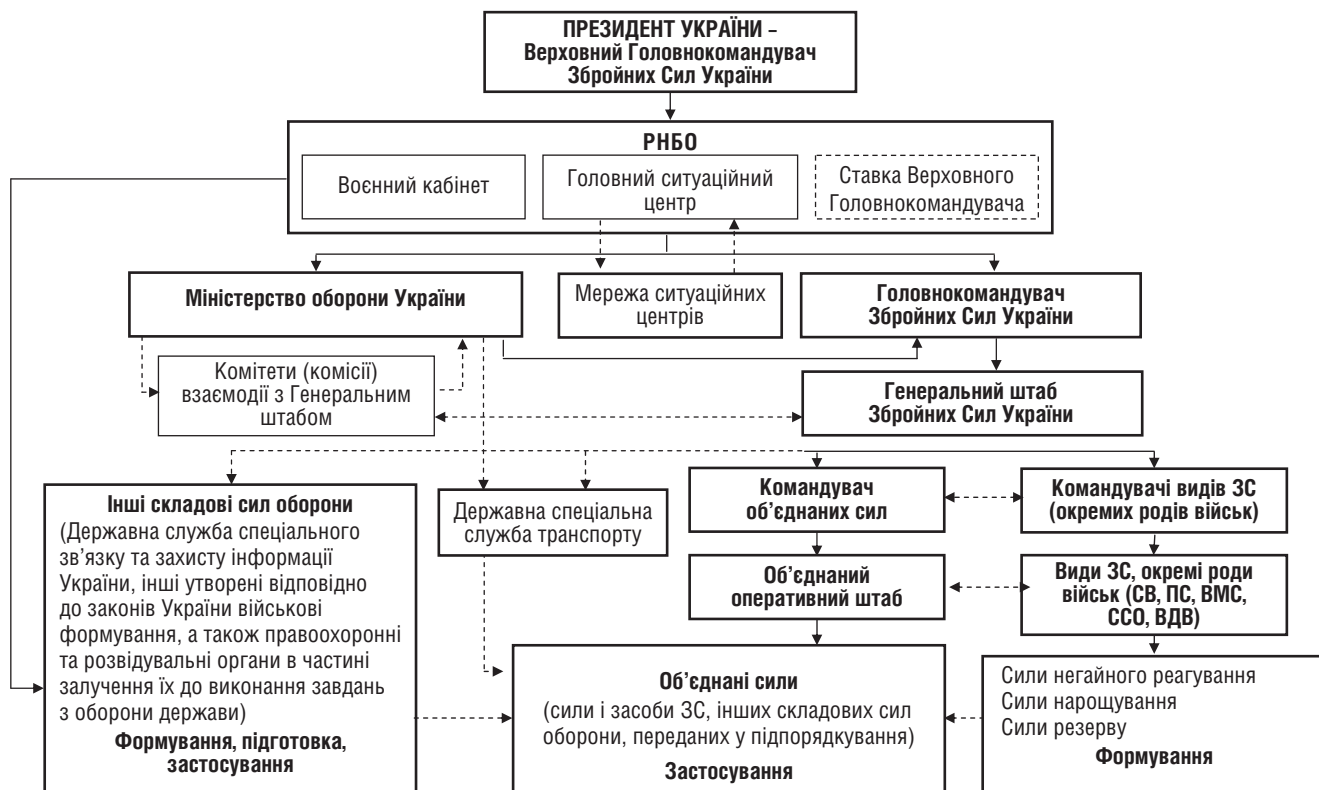 ПРЕЗИДЕНТ УКРАЇНИ –
Верховний Головнокомандувач
Збройних Сил України
РНБО
Воєнний кабінет
Головний ситуаційний
центр
Ставка Верховного
Головнокомандувача
Міністерство оборони України
Мережа ситуаційних
центрів
Головнокомандувач
Збройних Сил України
Комітети (комісії)
взаємодії з Генеральним
штабом
Генеральний штаб
Збройних Сил України
Інші складові сил оборони
(Державна служба спеціального
зв’язку та захисту інформації
України, інші утворені відповідно
до законів України військові
формування, а також правоохоронні
та розвідувальні органи в частині
залучення їх до виконання завдань
з оборони держави)
Формування, підготовка,
застосування
Державна спеціальна
служба транспорту
Командувач
об’єднаних сил
Командувачі видів ЗС
(окремих родів військ)
Об’єднаний
оперативний штаб
Види ЗС, окремі роди
військ (СВ, ПС, ВМС,
ССО, ВДВ)
Об’єднані сили
(сили і засоби ЗС, інших складових сил
оборони, переданих у підпорядкування)
Застосування
Сили негайного реагування
Сили нарощування
Сили резерву
Формування